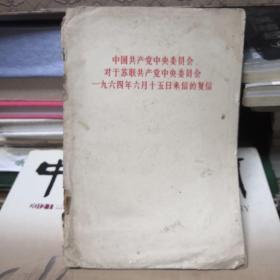 中国共产党中央委员会
对于苏联共产党中央委员会
一九六四年六月十五日来信的复信